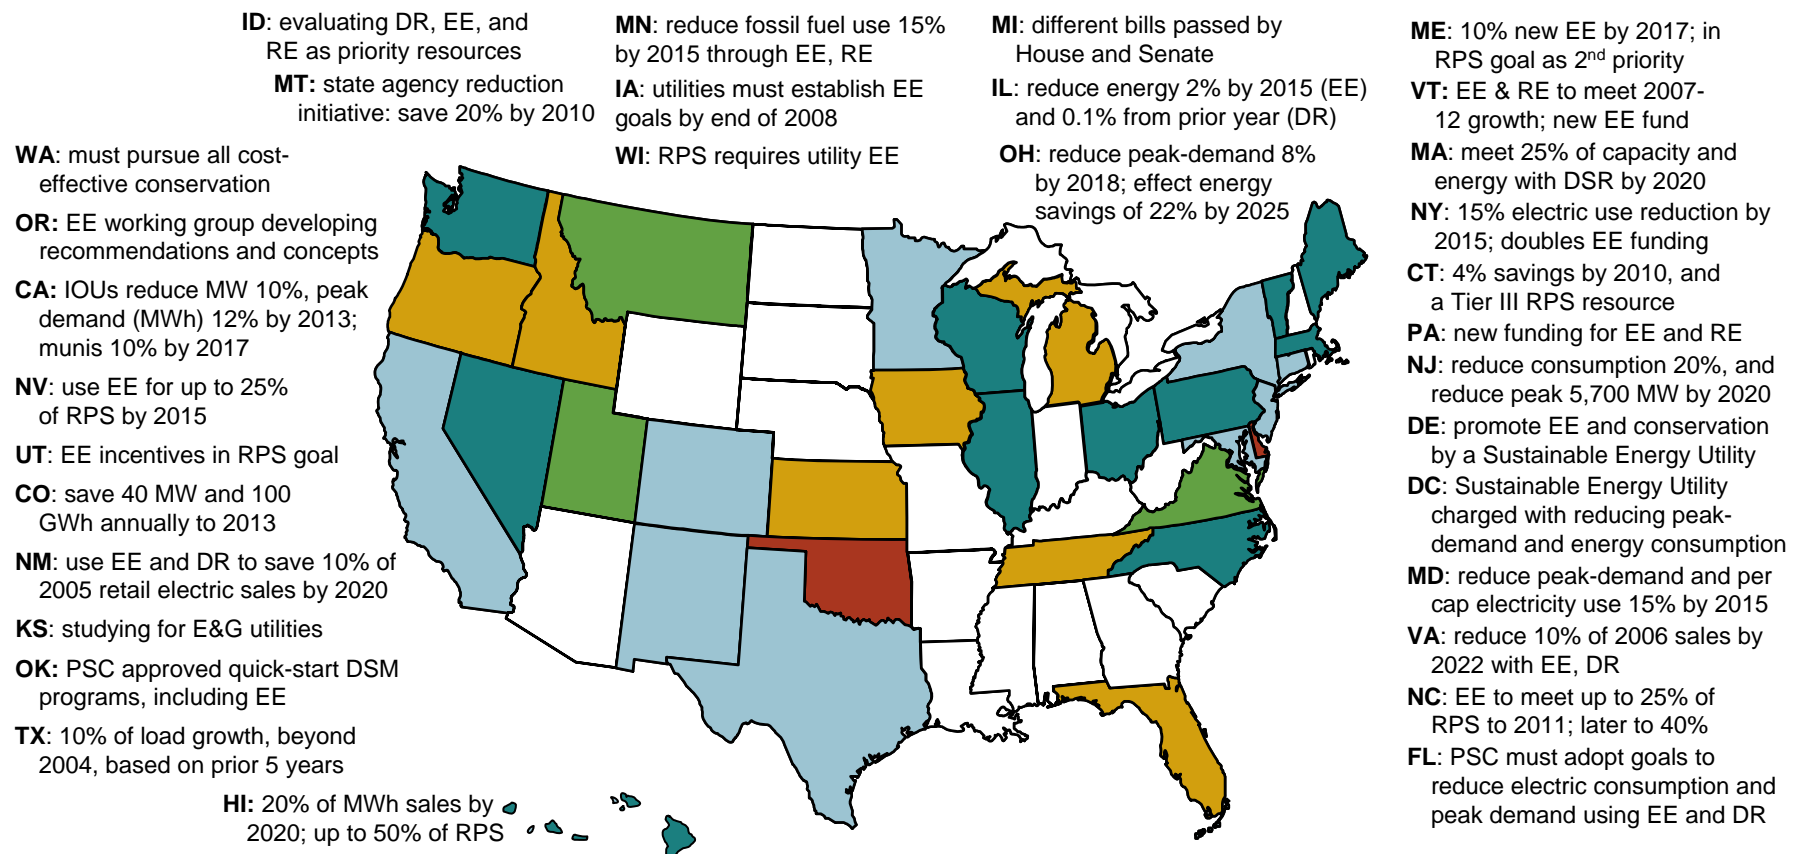 ID: evaluating DR, EE, and
RE as priority resources
MT: state agency reduction
initiative: save 20% by 2010
MN: reduce fossil fuel use 15%
by 2015 through EE, RE
IA: utilities must establish EE
goals by end of 2008
WI: RPS requires utility EE
MI: different bills passed by
House and Senate
IL: reduce energy 2% by 2015 (EE)
and 0.1% from prior year (DR)
OH: reduce peak-demand 8%
by 2018; effect energy
savings of 22% by 2025
WA: must pursue all cost-
effective conservation
OR: EE working group developing
recommendations and concepts
CA: IOUs reduce MW 10%, peak
demand (MWh) 12% by 2013;
munis 10% by 2017
NV: use EE for up to 25%
of RPS by 2015
UT: EE incentives in RPS goal
CO: save 40 MW and 100
GWh annually to 2013
NM: use EE and DR to save 10% of
2005 retail electric sales by 2020
KS: studying for E&G utilities
OK: PSC approved quick-start DSM
programs, including EE
TX: 10% of load growth, beyond
2004, based on prior 5 years
HI: 20% of MWh sales by
2020; up to 50% of RPS
ME: 10% new EE by 2017; in
RPS goal as 2nd priority
VT: EE & RE to meet 2007-
12 growth; new EE fund
MA: meet 25% of capacity and
energy with DSR by 2020
NY: 15% electric use reduction by
2015; doubles EE funding
CT: 4% savings by 2010, and
a Tier III RPS resource
PA: new funding for EE and RE
NJ: reduce consumption 20%, and
reduce peak 5,700 MW by 2020
DE: promote EE and conservation
by a Sustainable Energy Utility
DC: Sustainable Energy Utility
charged with reducing peak-
demand and energy consumption
MD: reduce peak-demand and per
cap electricity use 15% by 2015
VA: reduce 10% of 2006 sales by
2022 with EE, DR
NC: EE to meet up to 25% of
RPS to 2011; later to 40%
FL: PSC must adopt goals to
reduce electric consumption and
peak demand using EE and DR